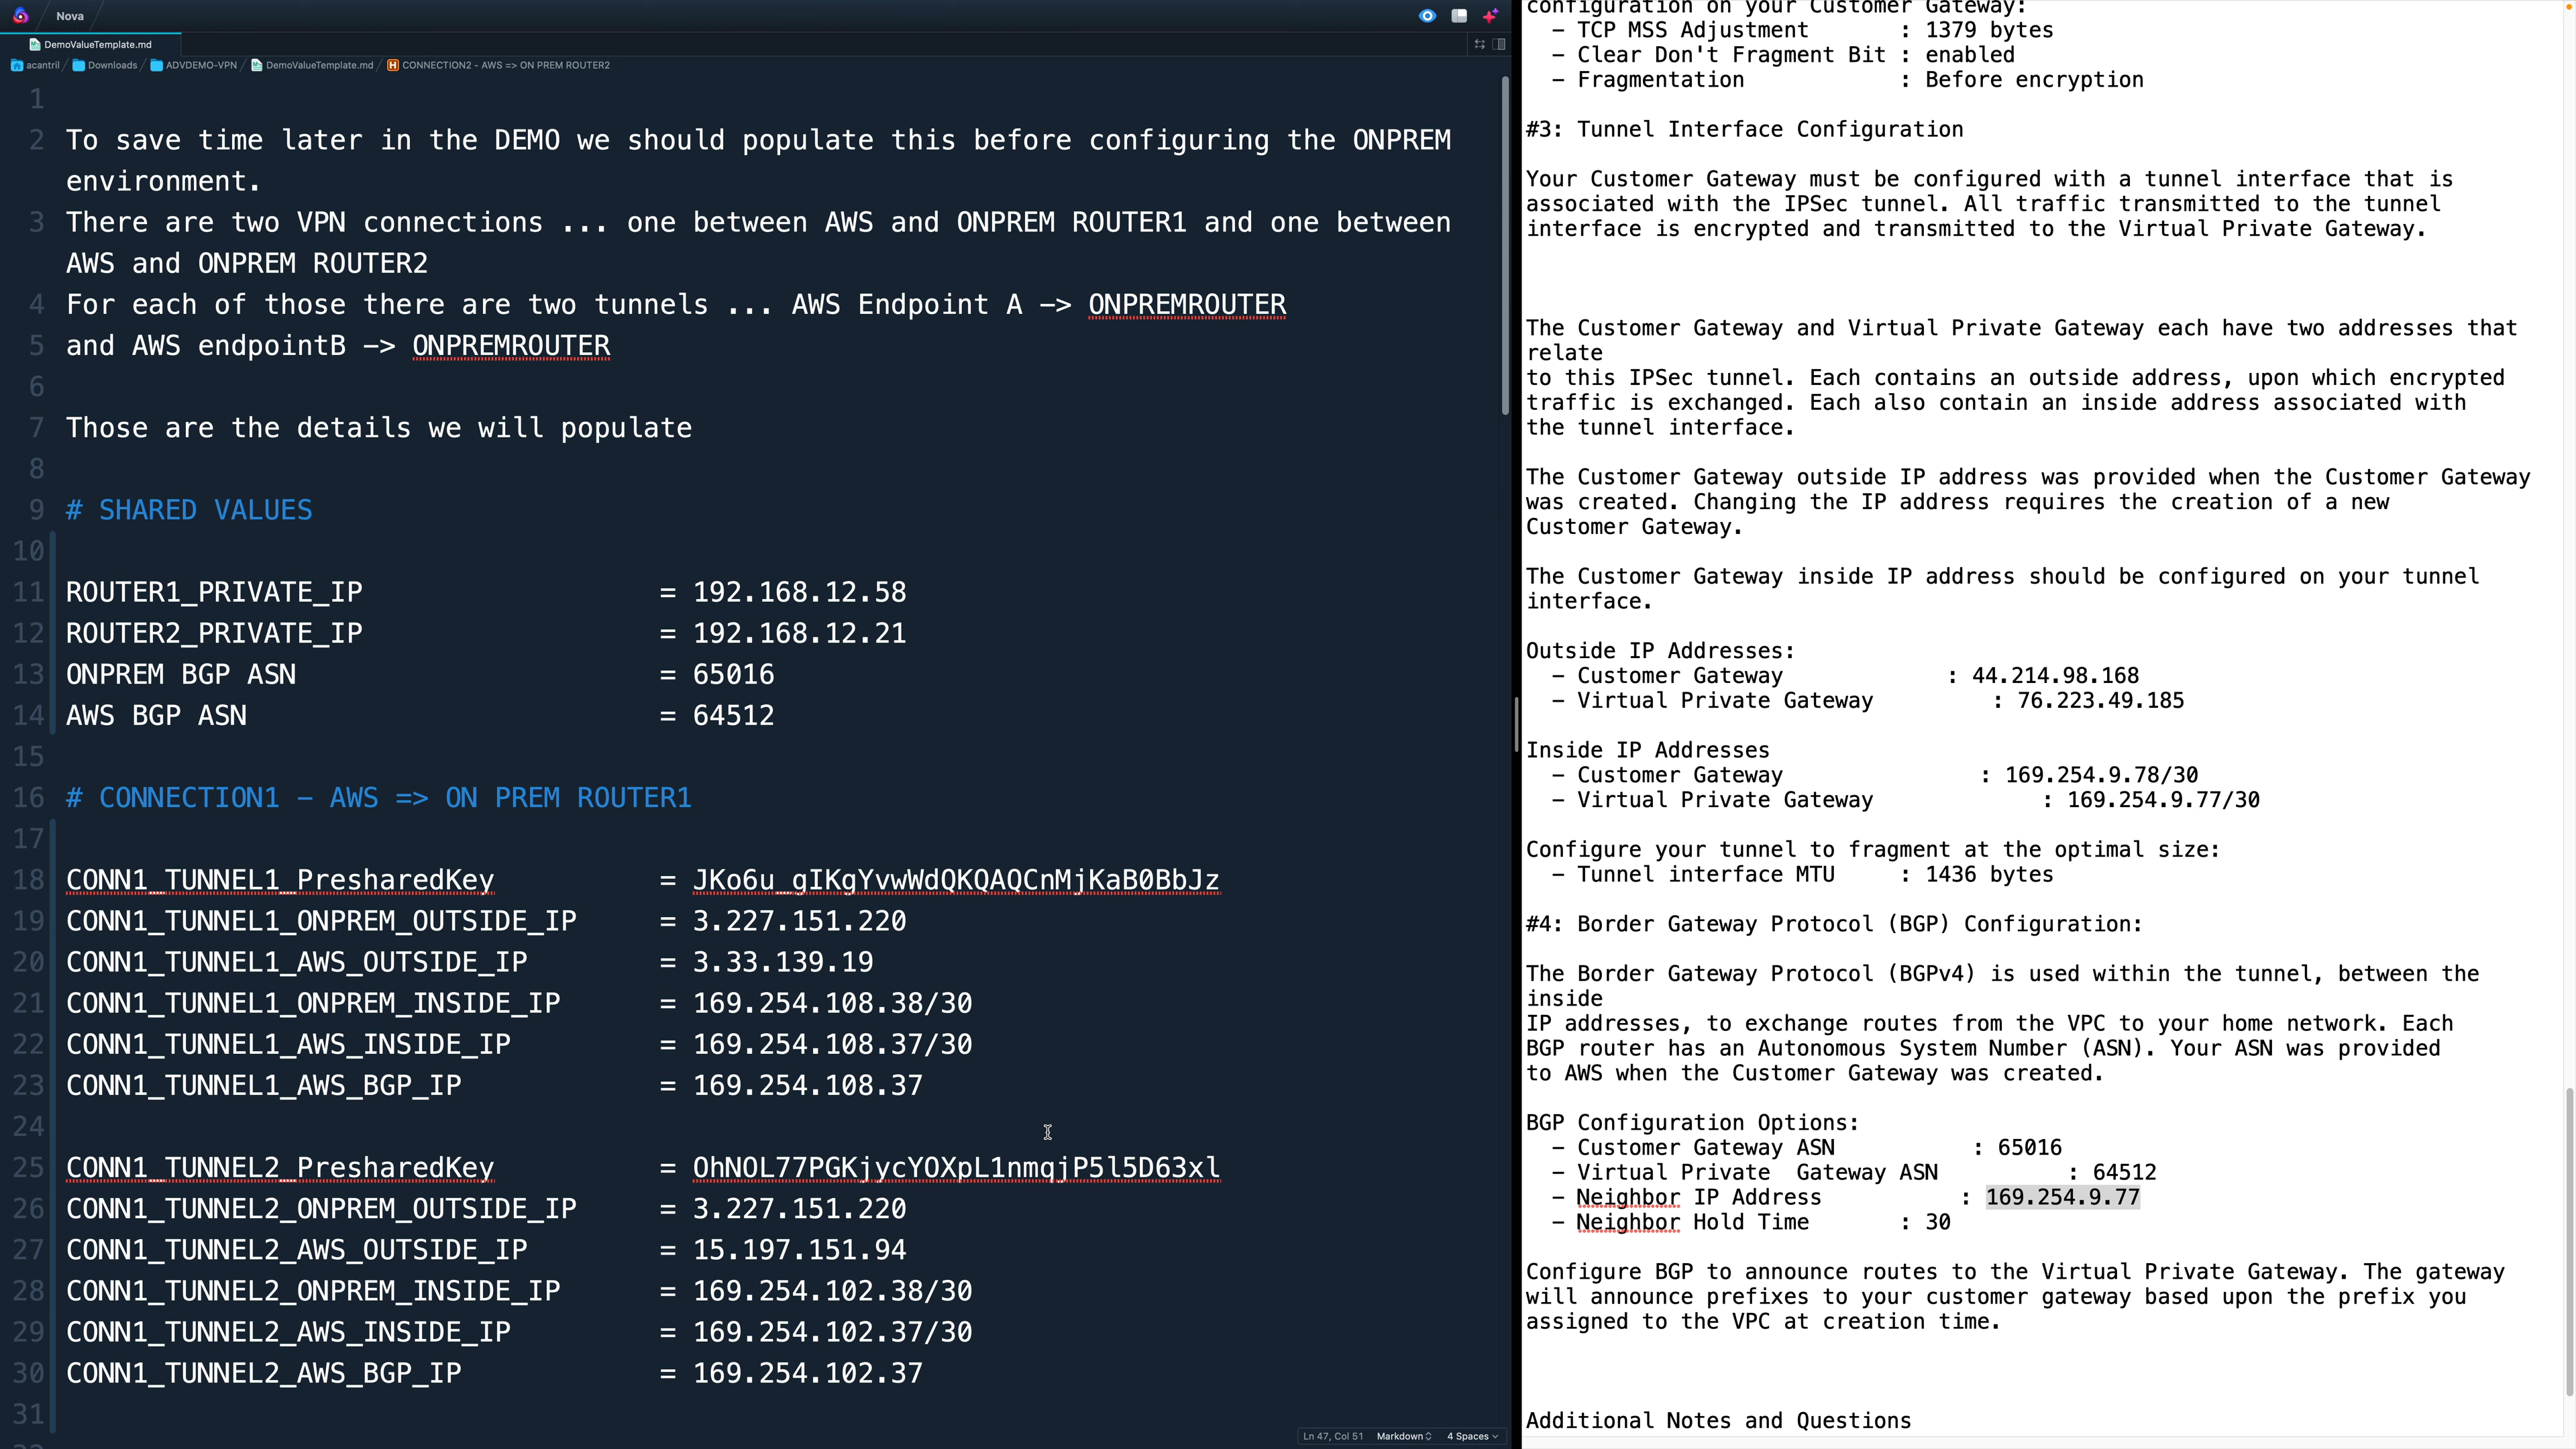 Nova
DemoValueTemplate.md
acantril / Downloads / ADVDEMO-VPN / DemoValueTemplate.md / H CONNECTION2 - AWS => ON PREM ROUTER2
1
2 To save time later in the DEMO we should populate this before configuring the ONPREM
environment.
3 There are two VPN connections ... one between AWS and ONPREM ROUTER1 and one between
AWS and ONPREM ROUTER2
4 For each of those there are two tunnels ... AWS Endpoint A -> ONPREMROUTER
5 and AWS endpointB -> ONPREMROUTER
6
7 Those are the details we will populate
8
9 # SHARED VALUES
10
11 ROUTER1_PRIVATE_IP = 192.168.12.58
12 ROUTER2_PRIVATE_IP = 192.168.12.21
13 ONPREM BGP ASN = 65016
14 AWS BGP ASN = 64512
15
16 # CONNECTION1 - AWS => ON PREM ROUTER1
17
18 CONN1_TUNNEL1_PresharedKey = JKo6u_gIKgYvwWdQKQAQCnMjKaB0BbJz
19 CONN1_TUNNEL1_ONPREM_OUTSIDE_IP = 3.227.151.220
20 CONN1_TUNNEL1_AWS_OUTSIDE_IP = 3.33.139.19
21 CONN1_TUNNEL1_ONPREM_INSIDE_IP = 169.254.108.38/30
22 CONN1_TUNNEL1_AWS_INSIDE_IP = 169.254.108.37/30
23 CONN1_TUNNEL1_AWS_BGP_IP = 169.254.108.37
24
25 CONN1_TUNNEL2_PresharedKey = OhNOL77PGKjycYOXpL1nmqjP5l5D63xl
26 CONN1_TUNNEL2_ONPREM_OUTSIDE_IP = 3.227.151.220
27 CONN1_TUNNEL2_AWS_OUTSIDE_IP = 15.197.151.94
28 CONN1_TUNNEL2_ONPREM_INSIDE_IP = 169.254.102.38/30
29 CONN1_TUNNEL2_AWS_INSIDE_IP = 169.254.102.37/30
30 CONN1_TUNNEL2_AWS_BGP_IP = 169.254.102.37
31
Ln 47, Col 51 Markdown 4 Spaces
configuration on your Customer Gateway:
– TCP MSS Adjustment : 1379 bytes
– Clear Don't Fragment Bit : enabled
– Fragmentation : Before encryption
#3: Tunnel Interface Configuration
Your Customer Gateway must be configured with a tunnel interface that is
associated with the IPSec tunnel. All traffic transmitted to the tunnel
interface is encrypted and transmitted to the Virtual Private Gateway.
The Customer Gateway and Virtual Private Gateway each have two addresses that
relate
to this IPSec tunnel. Each contains an outside address, upon which encrypted
traffic is exchanged. Each also contain an inside address associated with
the tunnel interface.
The Customer Gateway outside IP address was provided when the Customer Gateway
was created. Changing the IP address requires the creation of a new
Customer Gateway.
The Customer Gateway inside IP address should be configured on your tunnel
interface.
Outside IP Addresses:
– Customer Gateway : 44.214.98.168
– Virtual Private Gateway : 76.223.49.185
Inside IP Addresses
– Customer Gateway : 169.254.9.78/30
– Virtual Private Gateway : 169.254.9.77/30
Configure your tunnel to fragment at the optimal size:
– Tunnel interface MTU : 1436 bytes
#4: Border Gateway Protocol (BGP) Configuration:
The Border Gateway Protocol (BGPv4) is used within the tunnel, between the
inside
IP addresses, to exchange routes from the VPC to your home network. Each
BGP router has an Autonomous System Number (ASN). Your ASN was provided
to AWS when the Customer Gateway was created.
BGP Configuration Options:
– Customer Gateway ASN : 65016
– Virtual Private Gateway ASN : 64512
– Neighbor IP Address : 169.254.9.77
– Neighbor Hold Time : 30
Configure BGP to announce routes to the Virtual Private Gateway. The gateway
will announce prefixes to your customer gateway based upon the prefix you
assigned to the VPC at creation time.
Additional Notes and Questions